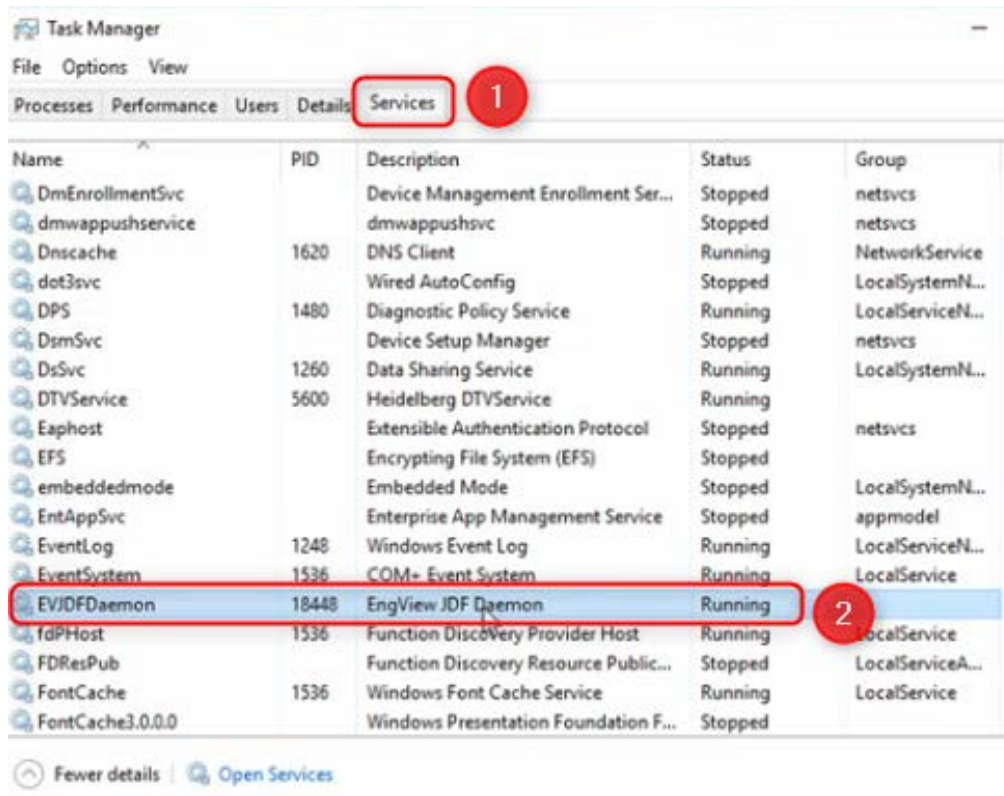 Task Manager
File Options View
Processes Performance Users Details Services 1
Name PID Description Status Group
DmEnrollmentSvc Device Management Enrollment Ser... Stopped netsvcs
dmwappushservice dmwappushsvc Stopped netsvcs
Dnscache 1620 DNS Client Running NetworkService
dot3svc Wired AutoConfig Stopped LocalSystemN...
DPS 1480 Diagnostic Policy Service Running LocalServiceN...
DsmSvc Device Setup Manager Stopped netsvcs
DsSvc 1260 Data Sharing Service Running LocalSystemN...
DTVService 5600 Heidelberg DTVService Running
Eaphost Extensible Authentication Protocol Stopped netsvcs
EFS Encrypting File System (EFS) Stopped
embeddedmode Embedded Mode Stopped LocalSystemN...
EntAppSvc Enterprise App Management Service Stopped appmodel
EventLog 1248 Windows Event Log Running LocalServiceN...
EventSystem 1536 COM+ Event System Running LocalService
EVJDFDaemon 18448 EngView JDF Daemon Running 2
fdPHost 1536 Function Discovery Provider Host Running LocalService
FDResPub Function Discovery Resource Public... Stopped LocalServiceA...
FontCache 1536 Windows Font Cache Service Running LocalService
FontCache3.0.0.0 Windows Presentation Foundation F... Stopped
Fewer details Open Services